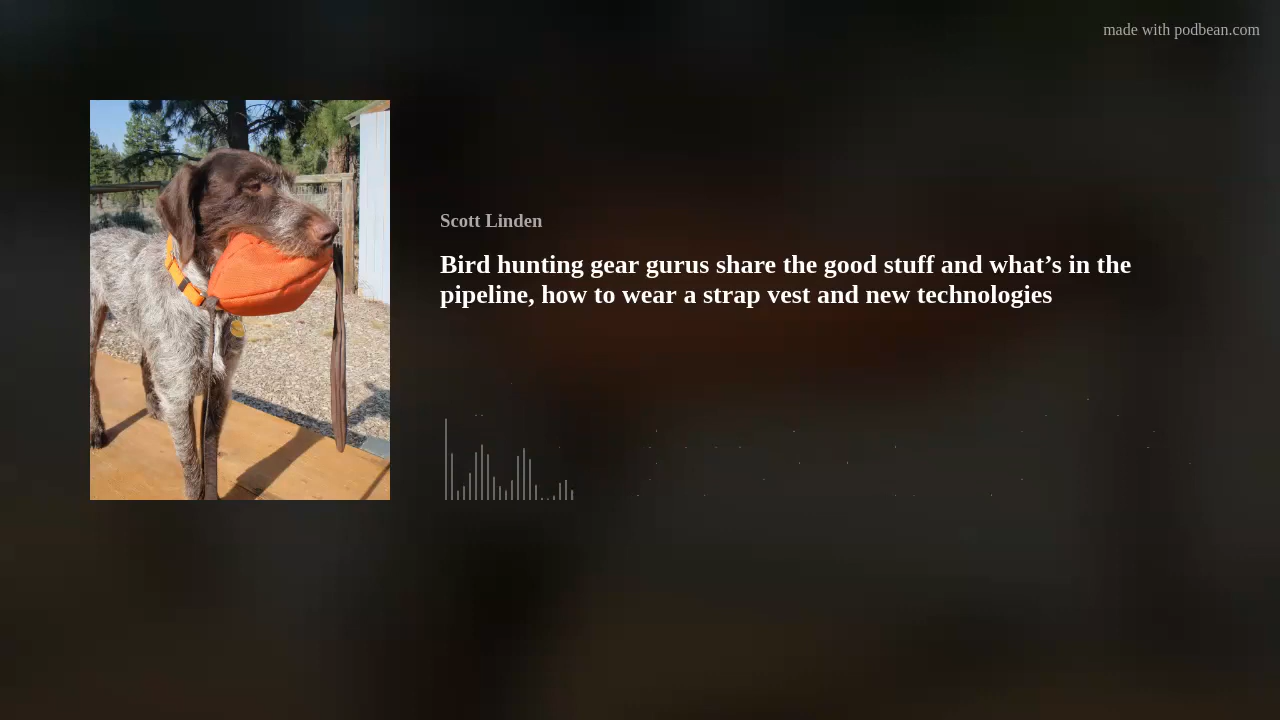 made with podbean.com
Scott Linden
Bird hunting gear gurus share the good stuff and what’s in the
pipeline, how to wear a strap vest and new technologies